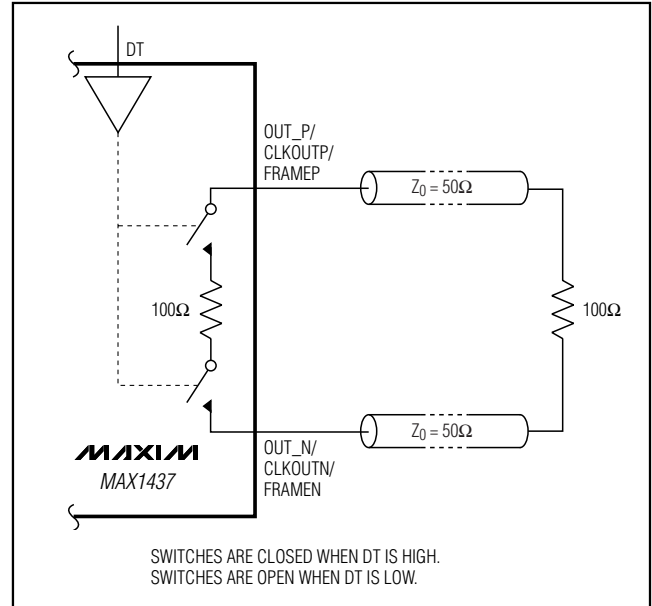 DT
OUT_P/
CLKOUTP/
FRAMEP
Z0 = 50Ω
100Ω
100Ω
Z0 = 50Ω
MAXIM
MAX1437
OUT_N/
CLKOUTN/
FRAMEN
SWITCHES ARE CLOSED WHEN DT IS HIGH.
SWITCHES ARE OPEN WHEN DT IS LOW.